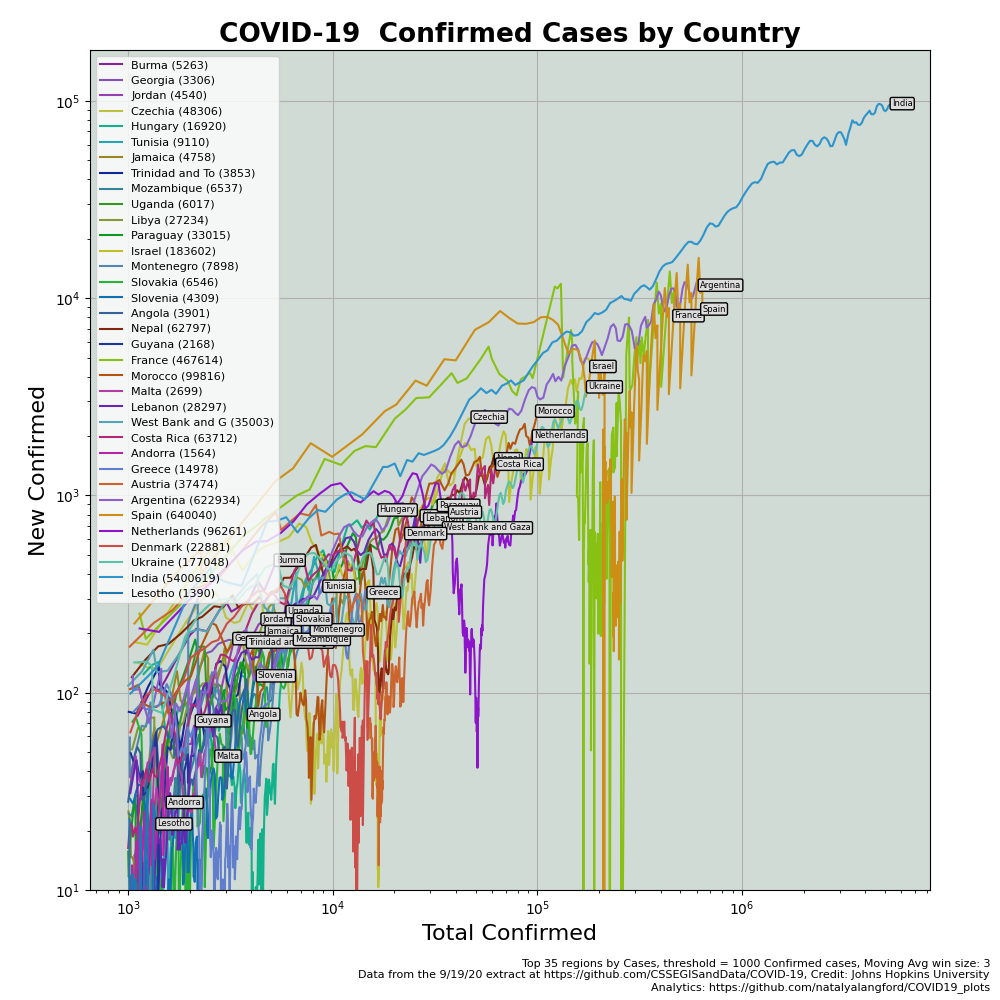 COVID-19  Confirmed Cases by Country
Burma (5263)
Georgia (3306)
Jordan (4540)
Czechia (48306)
Hungary (16920)
Tunisia (9110)
Jamaica (4758)
Trinidad and To (3853)
Mozambique (6537)
Uganda (6017)
Libya (27234)
Paraguay (33015)
Israel (183602)
Montenegro (7898)
Slovakia (6546)
Slovenia (4309)
Angola (3901)
Nepal (62797)
Guyana (2168)
France (467614)
Morocco (99816)
Malta (2699)
Lebanon (28297)
West Bank and G (35003)
Costa Rica (63712)
Andorra (1564)
Greece (14978)
Austria (37474)
Argentina (622934)
Spain (640040)
Netherlands (96261)
Denmark (22881)
Ukraine (177048)
India (5400619)
Lesotho (1390)
India
Argentina
Spain
France
Israel
Ukraine
Morocco
Czechia
Netherlands
Costa Rica
Hungary
Austria
West Bank and Gaza
Denmark
Burma
Tunisia
Greece
Uganda
Jordan
Slovakia
Jamaica
Montenegro
Mozambique
Slovenia
Angola
Guyana
Malta
Andorra
Lesotho
10^5
10^4
10^3
10^2
10^1
New Confirmed
10^3 10^4 10^5 10^6
Total Confirmed
Top 35 regions by Cases, threshold = 1000 Confirmed cases, Moving Avg win size: 3
Data from the 9/19/20 extract at https://github.com/CSSEGISandData/COVID-19, Credit: Johns Hopkins University
Analytics: https://github.com/natalyalangford/COVID19_plots